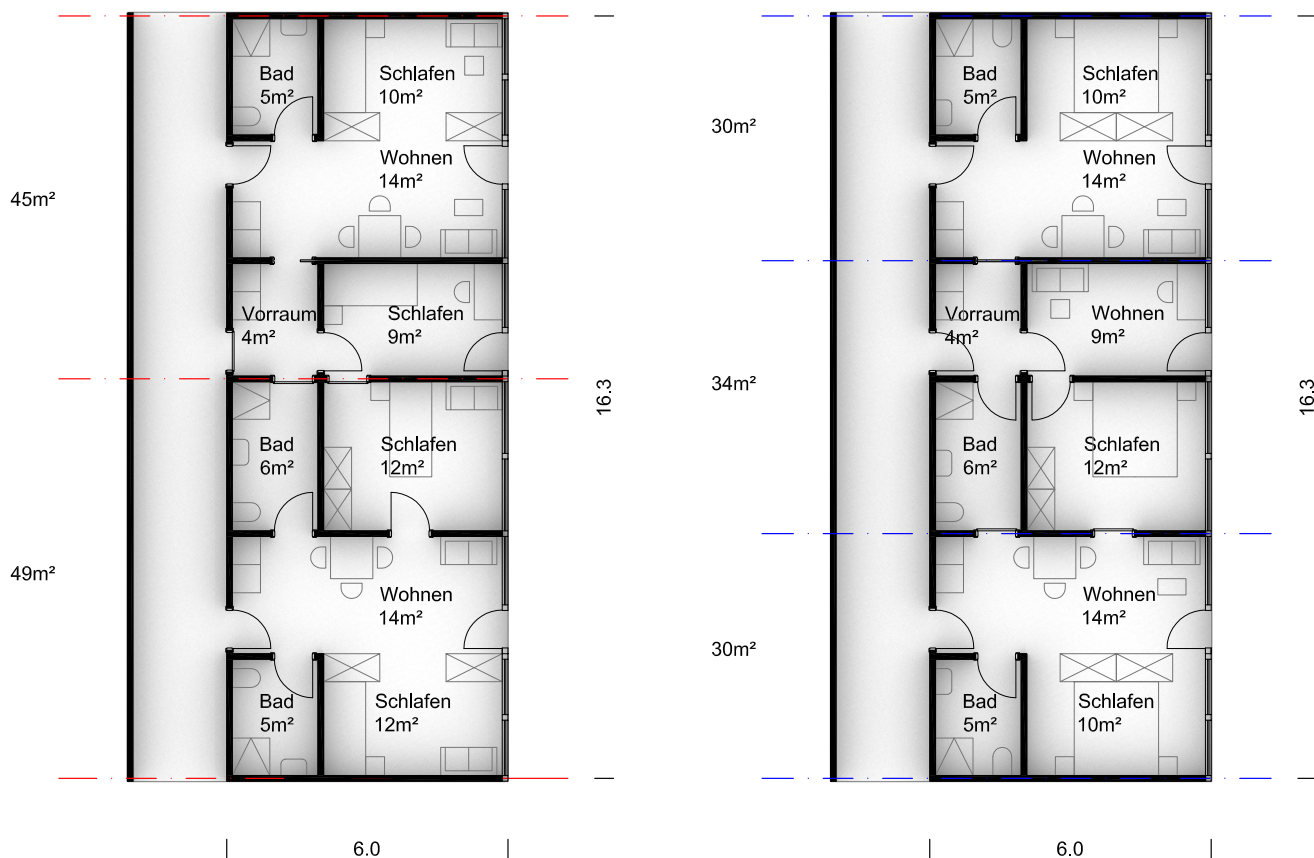 Bad
5m²
Schlafen
10m²
Wohnen
14m²
45m²
Vorraum
4m²
Schlafen
9m²
16.3
Bad
6m²
Schlafen
12m²
49m²
Wohnen
14m²
Bad
5m²
Schlafen
12m²
6.0
Bad
5m²
Schlafen
10m²
30m²
Wohnen
14m²
Vorraum
4m²
Wohnen
9m²
34m²
16.3
Bad
6m²
Schlafen
12m²
Wohnen
14m²
30m²
Bad
5m²
Schlafen
10m²
6.0